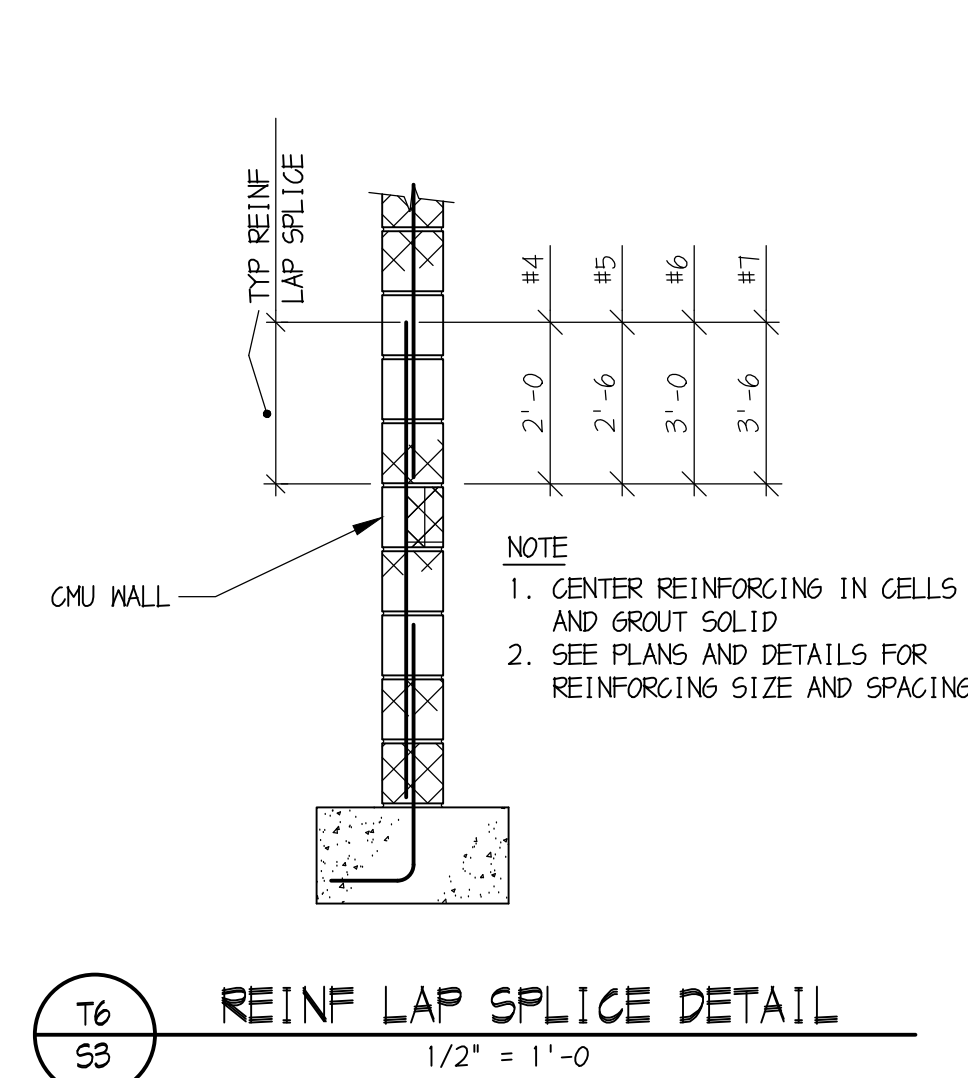 TYP REINF
LAP SPLICE
#4
#5
#6
#7
2'-0
2'-6
3'-0
3'-6
CMU WALL
NOTE
1. CENTER REINFORCING IN CELLS
AND GROUT SOLID
2. SEE PLANS AND DETAILS FOR
REINFORCING SIZE AND SPACING
T6
S3
REINF LAP SPLICE DETAIL
1/2" = 1'-0